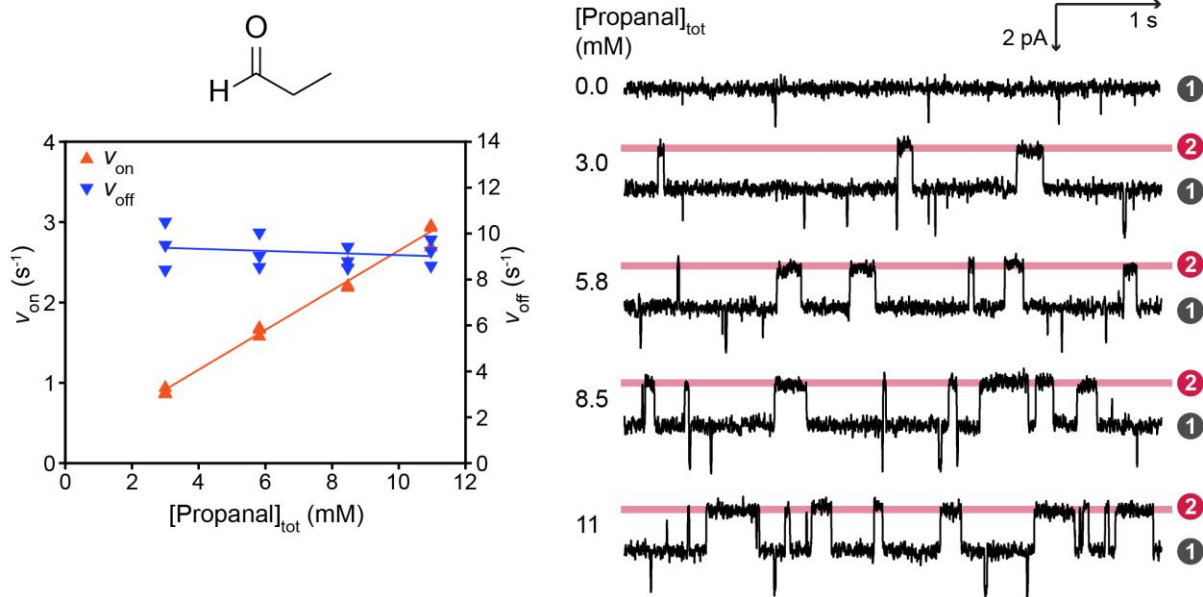 O
H
4
3
2
1
0
v_on (s⁻¹)
v_on
v_off
14
12
10
8
6
4
2
0
v_off (s⁻¹)
0 2 4 6 8 10 12
[Propanal]tot (mM)
[Propanal]tot
(mM)
2 pA
1 s
0.0
1
3.0
2
1
5.8
2
1
8.5
2
1
11
2
1